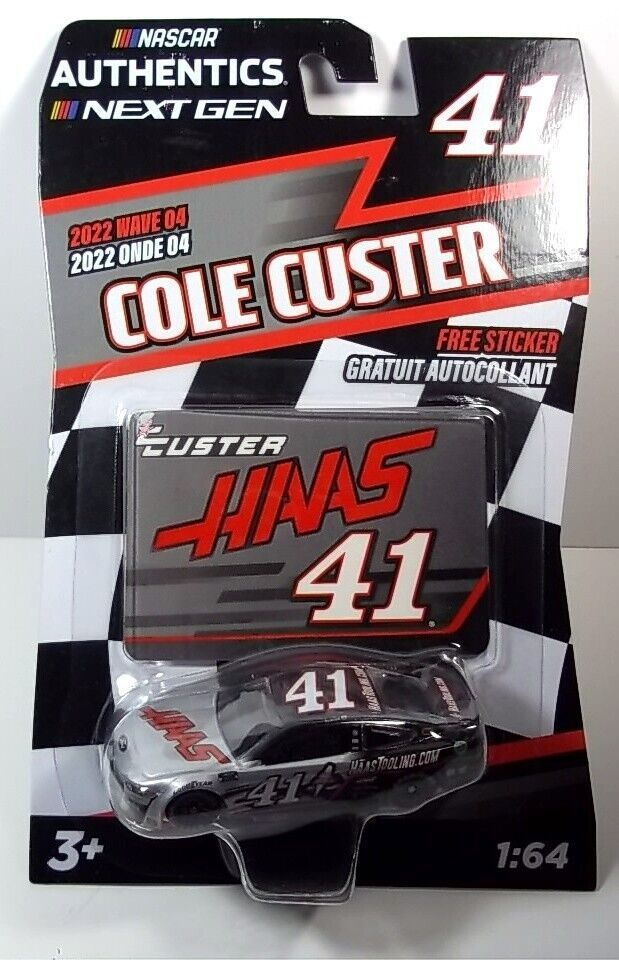 NASCAR
AUTHENTICS
NEXT GEN
41
2022 WAVE 04
2022 ONDE 04
COLE CUSTER
FREE STICKER
GRATUIT AUTOCOLLANT
CUSTER
HAAS
41
41
HAAS
41
HAASTOOLING.COM
3+
1:64